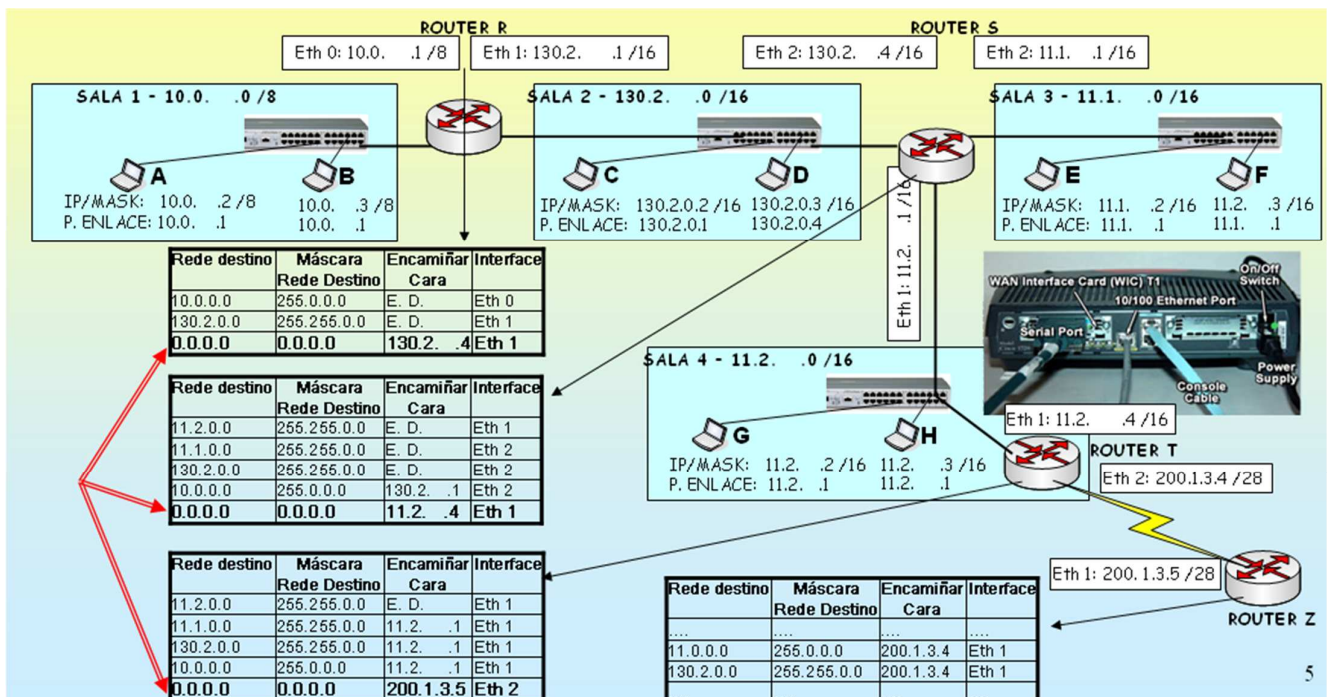 ROUTER R
ROUTER S
Eth 0: 10.0. .1 /8
Eth 1: 130.2. .1 /16
Eth 2: 130.2. .4 /16
Eth 2: 11.1. .1 /16
SALA 1 - 10.0. .0 /8
SALA 2 - 130.2. .0 /16
SALA 3 - 11.1. .0 /16
A
B
IP/MASK: 10.0. .2 /8
10.0. .3 /8
P. ENLACE: 10.0. .1
10.0. .1
C
D
IP/MASK: 130.2.0.2 /16 130.2.0.3 /16
P. ENLACE: 130.2.0.1 130.2.0.4
E
F
IP/MASK: 11.1. .2 /16 11.2. .3 /16
P. ENLACE: 11.1. .1 11.1. .1
Eth 1: 11.2. .1 /16
Rede destino Máscara Encamiñar Interface
Rede Destino Cara
10.0.0.0 255.0.0.0 E. D. Eth 0
130.2.0.0 255.255.0.0 E. D. Eth 1
0.0.0.0 0.0.0.0 130.2. .4 Eth 1
WAN Interface Card (WIC) T1
On/Off
Switch
10/100 Ethernet Port
Serial Port
Console
Cable
Power
Supply
SALA 4 - 11.2. .0 /16
G
H
IP/MASK: 11.2. .2 /16 11.2. .3 /16
P. ENLACE: 11.2. .1 11.2. .1
Rede destino Máscara Encamiñar Interface
Rede Destino Cara
11.2.0.0 255.255.0.0 E. D. Eth 1
11.1.0.0 255.255.0.0 E. D. Eth 2
130.2.0.0 255.255.0.0 E. D. Eth 2
10.0.0.0 255.0.0.0 130.2. .1 Eth 2
0.0.0.0 0.0.0.0 11.2. .4 Eth 1
Eth 1: 11.2. .4 /16
ROUTER T
Eth 2: 200.1.3.4 /28
Rede destino Máscara Encamiñar Interface
Rede Destino Cara
11.2.0.0 255.255.0.0 E. D. Eth 1
11.1.0.0 255.255.0.0 11.2. .1 Eth 1
130.2.0.0 255.255.0.0 11.2. .1 Eth 1
10.0.0.0 255.0.0.0 11.2. .1 Eth 1
0.0.0.0 0.0.0.0 200.1.3.5 Eth 2
Eth 1: 200. 1.3.5 /28
ROUTER Z
Rede destino Máscara Encamiñar Interface
Rede Destino Cara
.... .... .... ....
11.0.0.0 255.0.0.0 200.1.3.4 Eth 1
130.2.0.0 255.255.0.0 200.1.3.4 Eth 1
5